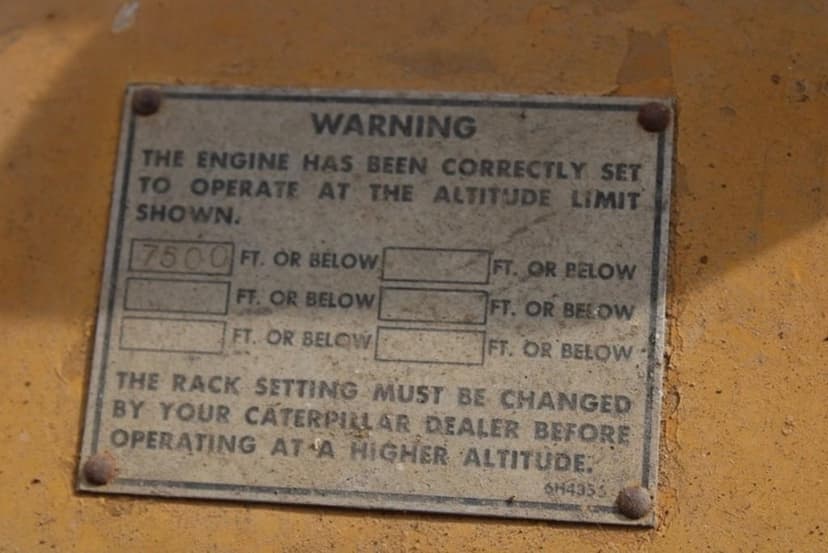 WARNING
THE ENGINE HAS BEEN CORRECTLY SET
TO OPERATE AT THE ALTITUDE LIMIT
SHOWN.
7500 FT. OR BELOW FT. OR BELOW
FT. OR BELOW FT. OR BELOW
FT. OR BELOW FT. OR BELOW
THE RACK SETTING MUST BE CHANGED
BY YOUR CATERPILLAR DEALER BEFORE
OPERATING AT A HIGHER ALTITUDE.